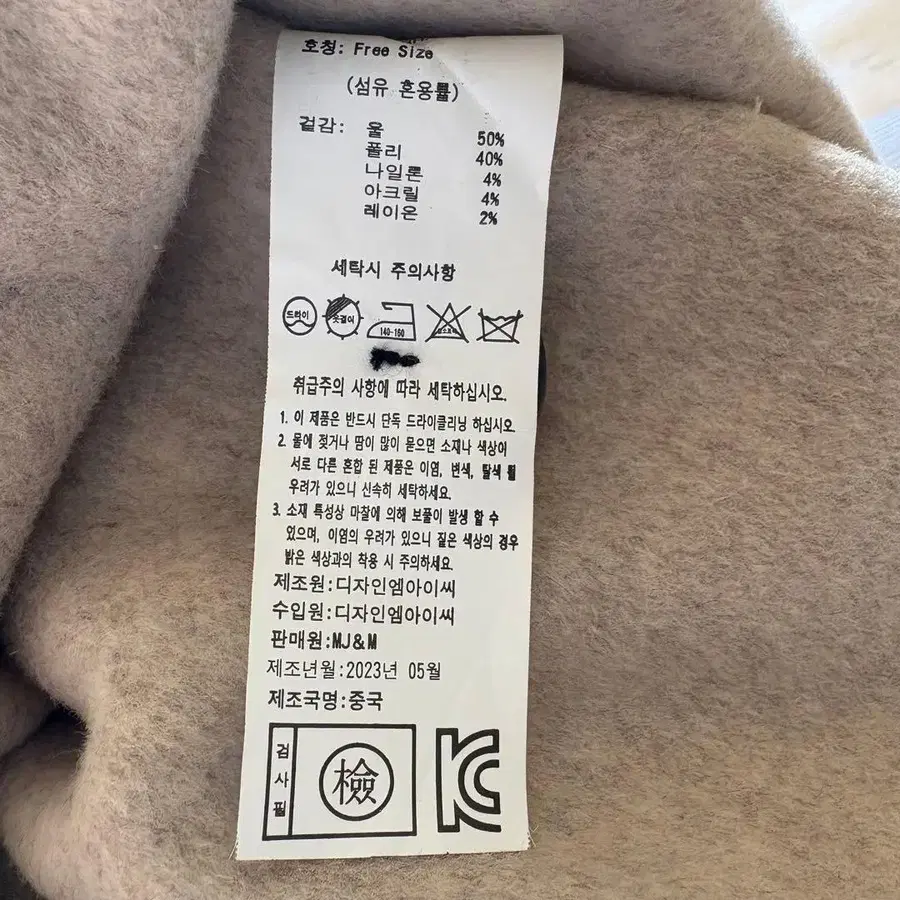 호칭: Free Size
(섬유 혼용률)
겉감: 울 50%
폴리 40%
나일론 4%
아크릴 4%
레이온 2%
세탁시 주의사항
드라이 옷걸이 140-160
취급주의 사항에 따라 세탁하십시오.
1. 이 제품은 반드시 단독 드라이클리닝 하십시오
2. 물에 젖거나 땀이 많이 묻으면 소재나 색상이
서로 다른 혼합 된 제품은 이염, 변색, 탈색 될
우려가 있으니 신속히 세탁하세요.
3. 소재 특성상 마찰에 의해 보풀이 발생 할 수
있으며, 이염의 우려가 있으니 짙은 색상의 경우
밝은 색상과의 착용 시 주의하세요.
제조원:디자인엠아이씨
수입원:디자인엠아이씨
판매원:MJ&M
제조년월:2023년 05월
제조국명:중국
검사필
檢
KC